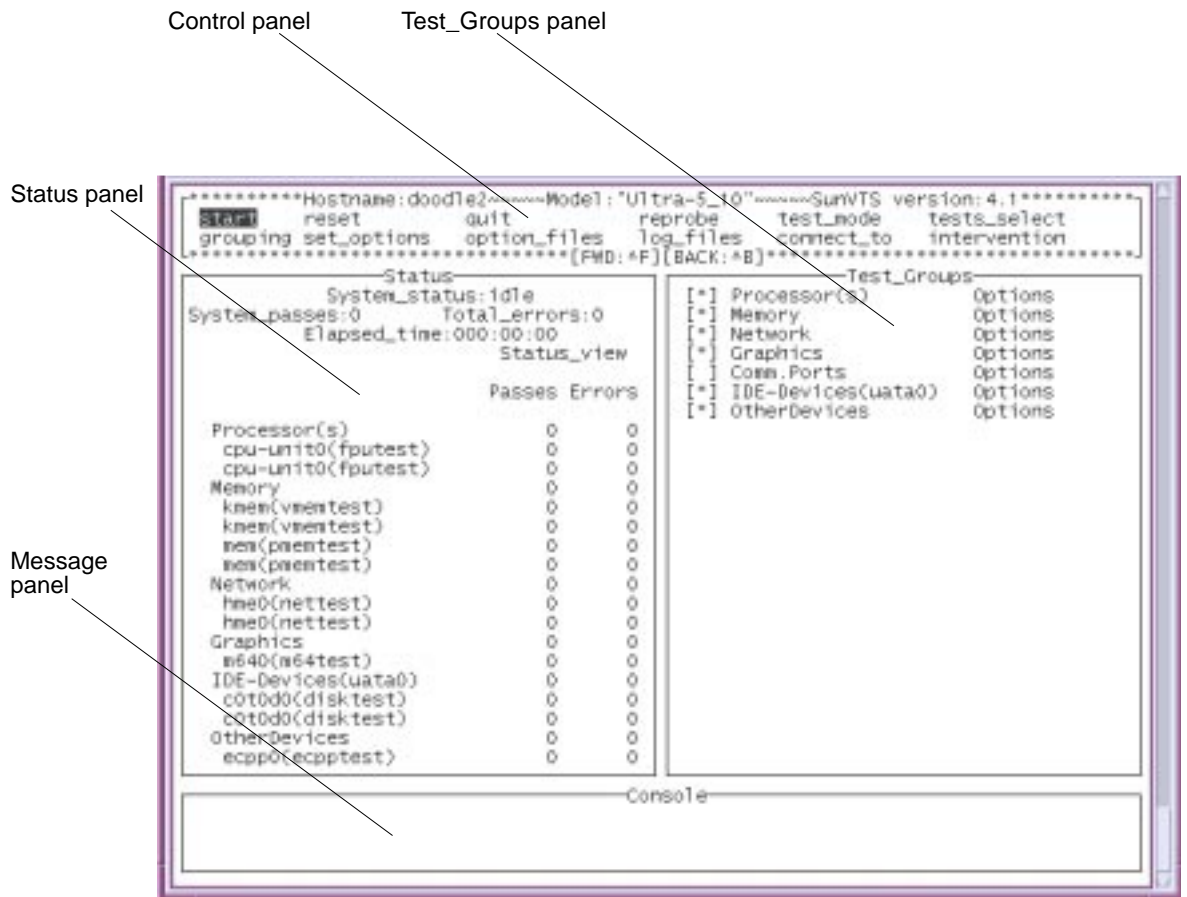 Control panel Test_Groups panel
Status panel
**********Hostname:doodle2~~~~~Model:"Ultra-5_10"~~~~~SunVTS version:4.1************
start reset quit reprobe test_mode tests_select
grouping set_options option_files log_files connect_to intervention
[FWD:^F][BACK:^B]
Status
System_status:idle
System_passes:0 Total_errors:0
Elapsed_time:000:00:00
Status_view
Passes Errors
Processor(s) 0 0
cpu-unit0(fputest) 0 0
cpu-unit0(fputest) 0 0
Memory 0 0
kmem(vmemtest) 0 0
kmem(vmemtest) 0 0
mem(pmemtest) 0 0
mem(pmemtest) 0 0
Network 0 0
hme0(nettest) 0 0
hme0(nettest) 0 0
Graphics 0 0
m640(m64test) 0 0
IDE-Devices(uata0) 0 0
c0t0d0(disktest) 0 0
c0t0d0(disktest) 0 0
OtherDevices 0 0
ecpp0(ecpptest) 0 0
Test_Groups
[*] Processor(s) Options
[*] Memory Options
[*] Network Options
[*] Graphics Options
[ ] Comm.Ports Options
[*] IDE-Devices(uata0) Options
[*] OtherDevices Options
Message
panel
Console